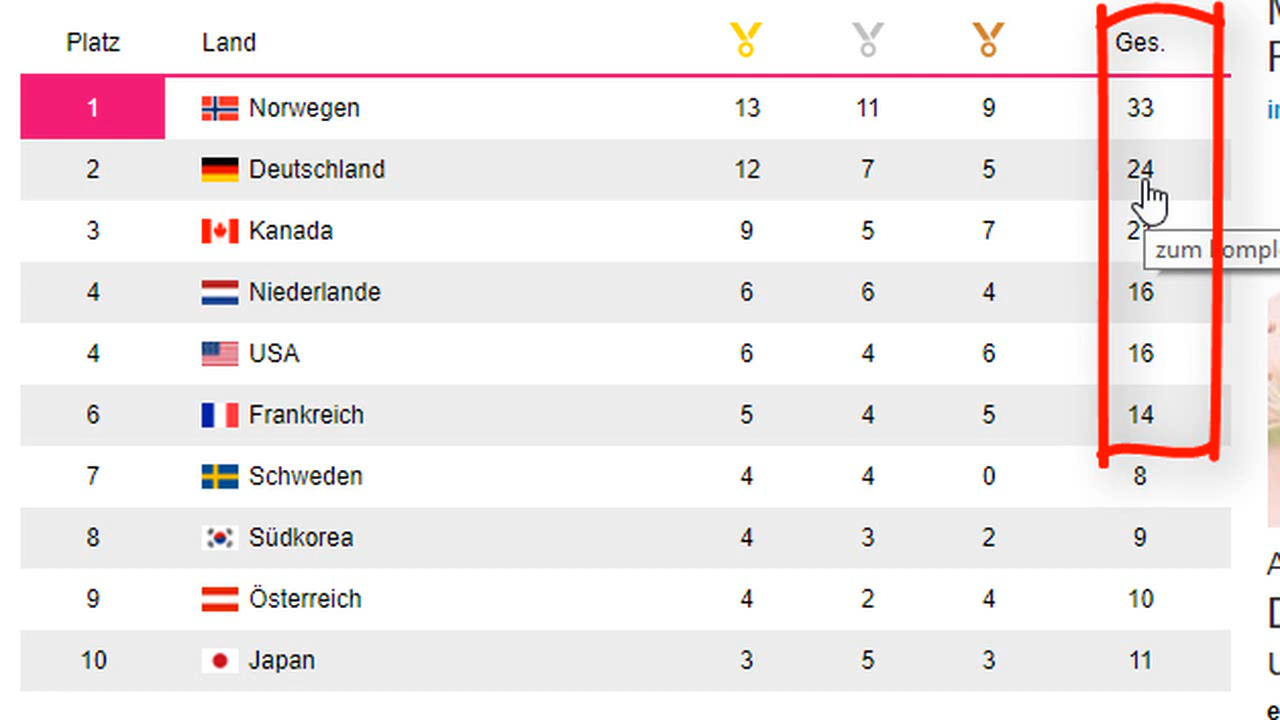 Platz Land Ges.
1 Norwegen 13 11 9 33
2 Deutschland 12 7 5 24
3 Kanada 9 5 7
4 Niederlande 6 6 4 16
zum
4 USA 6 4 6 16
6 Frankreich 5 4 5 14
7 Schweden 4 4 0 8
8 Südkorea 4 3 2 9
9 Österreich 4 2 4 10
10 Japan 3 5 3 11